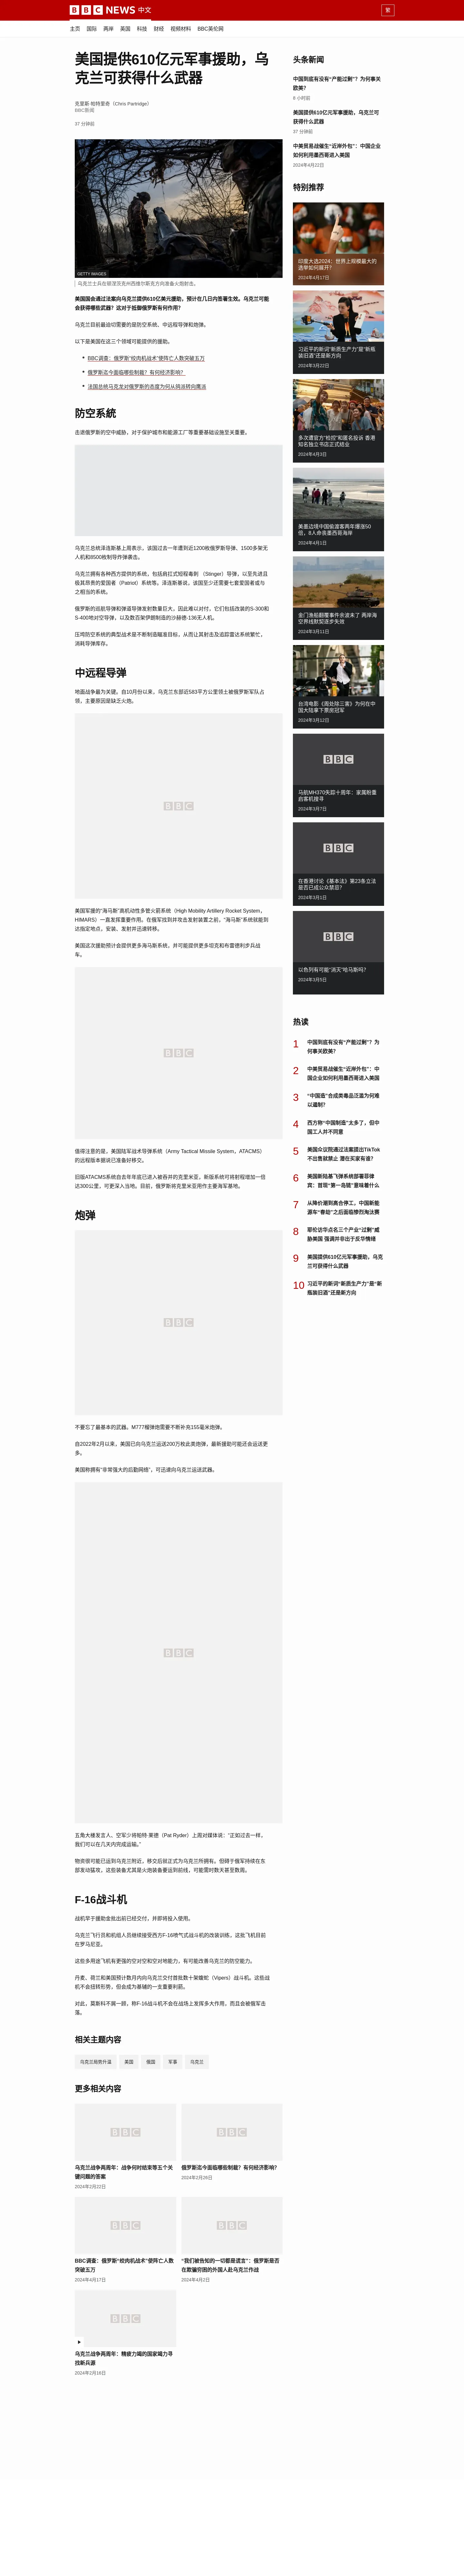 BBC NEWS 中文
繁
主页 国际 两岸 英国 科技 财经 视频材料 BBC英伦网
美国提供610亿元军事援助，乌
克兰可获得什么武器
克里斯·帕特里奇（Chris Partridge）
BBC新闻
37 分钟前
GETTY IMAGES
乌克兰士兵在顿涅茨克州西维尔斯克方向准备火炮射击。
美国国会通过法案向乌克兰提供610亿美元援助，预计在几日内签署生效。乌克兰可能
会获得哪些武器？这对于抵御俄罗斯有何作用？
乌克兰目前最迫切需要的是防空系统、中远程导弹和炮弹。
以下是美国在这三个领域可能提供的援助。
BBC调查：俄罗斯“绞肉机战术”使阵亡人数突破五万
俄罗斯迄今面临哪些制裁？有何经济影响？
法国总统马克龙对俄罗斯的态度为何从鸽派转向鹰派
防空系统
击溃俄罗斯的空中威胁，对于保护城市和能源工厂等重要基础设施至关重要。
乌克兰总统泽连斯基上周表示，该国过去一年遭到近1200枚俄罗斯导弹、1500多架无
人机和8500枚制导炸弹袭击。
乌克兰拥有各种西方提供的系统，包括肩扛式短程毒刺 （Stinger）导弹，以至先进且
极其昂贵的爱国者（Patriot）系统等。泽连斯基说，该国至少还需要七套爱国者或与
之相当的系统。
俄罗斯的远距导弹和弹道导弹发射数量巨大，因此难以对付。它们包括改装的S-300和
S-400地对空导弹，以及数百架伊朗制造的沙赫德-136无人机。
压垮防空系统的典型战术是不断制造瞄准目标，从而让其射击及追踪雷达系统繁忙，
消耗导弹库存。
中远程导弹
地面战争最为关键。自10月份以来，乌克兰东部近583平方公里领土被俄罗斯军队占
领，主要原因是缺乏火炮。
BBC
美国军援的“海马斯”高机动性多管火箭系统（High Mobility Artillery Rocket System，
HIMARS）一直发挥重要作用。在俄军找到并攻击发射装置之前，“海马斯”系统就能到
达指定地点，安装、发射并迅速转移。
美国这次援助预计会提供更多海马斯系统，并可能提供更多坦克和布雷德利步兵战
车。
BBC
值得注意的是，美国陆军战术导弹系统（Army Tactical Missile System，ATACMS）
的远程版本据说已准备好移交。
旧版ATACMS系统自去年年底已进入被吞并的克里米亚。新版系统可将射程增加一倍
达300公里，可更深入当地。目前，俄罗斯将克里米亚用作主要海军基地。
炮弹
BBC
不要忘了最基本的武器。M777榴弹炮需要不断补充155毫米炮弹。
自2022年2月以来，美国已向乌克兰运送200万枚此类炮弹，最新援助可能还会运送更
多。
美国称拥有“非常强大的后勤网络”，可迅速向乌克兰运送武器。
BBC
五角大楼发言人、空军少将帕特·莱德（Pat Ryder）上周对媒体说：“正如过去一样，
我们可以在几天内完成运输。”
物资很可能已运到乌克兰附近，移交后就正式为乌克兰所拥有。但碍于俄军持续在东
部发动猛攻，这些装备尤其是火炮装备要运到前线，可能需时数天甚至数周。
F-16战斗机
战机早于援助金批出前已经交付，并即将投入使用。
乌克兰飞行员和机组人员继续接受西方F-16喷气式战斗机的改装训练，这批飞机目前
在罗马尼亚。
这些多用途飞机有更强的空对空和空对地能力，有可能改善乌克兰的防空能力。
丹麦、荷兰和美国预计数月内向乌克兰交付首批数十架蝰蛇（Vipers）战斗机。这些战
机不会扭转形势，但会成为基辅的一支重要利箭。
对此，莫斯科不屑一顾，称F-16战斗机不会在战场上发挥多大作用，而且会被俄军击
落。
相关主题内容
乌克兰局势升温 美国 俄国 军事 乌克兰
更多相关内容
BBC
乌克兰战争两周年：战争何时结束等五个关
键问题的答案
2024年2月22日
BBC
俄罗斯迄今面临哪些制裁？有何经济影响？
2024年2月26日
BBC
BBC调查：俄罗斯“绞肉机战术”使阵亡人数
突破五万
2024年4月17日
BBC
“我们被告知的一切都是谎言”：俄罗斯是否
在欺骗穷困的外国人赴乌克兰作战
2024年4月2日
BBC
乌克兰战争两周年：精疲力竭的国家竭力寻
找新兵源
2024年2月16日
头条新闻
中国到底有没有“产能过剩”？为何事关
欧美？
6 小时前
美国提供610亿元军事援助，乌克兰可
获得什么武器
37 分钟前
中美贸易战催生“近岸外包”：中国企业
如何利用墨西哥进入美国
2024年4月22日
特别推荐
印度大选2024：世界上规模最大的
选举如何展开？
2024年4月17日
习近平的新词“新质生产力”是“新瓶
装旧酒”还是新方向
2024年3月22日
多次遭官方“检控”和匿名投诉 香港
知名独立书店正式结业
2024年4月3日
美墨边境中国偷渡客两年爆涨50
倍，8人命丧墨西哥海岸
2024年4月1日
金门渔船翻覆事件余波未了 两岸海
空界线默契逐步失效
2024年3月11日
台湾电影《周处除三害》为何在中
国大陆掌下票房冠军
2024年3月12日
BBC
马航MH370失踪十周年：家属盼重
启客机搜寻
2024年3月7日
BBC
在香港讨论《基本法》第23条立法
是否已成公众禁忌？
2024年3月1日
BBC
以色列有可能“消灭”哈马斯吗？
2024年3月5日
热读
1 中国到底有没有“产能过剩”？为
何事关欧美？
2 中美贸易战催生“近岸外包”：中
国企业如何利用墨西哥进入美国
3 “中国造”合成类毒品泛滥为何难
以遏制？
4 西方称“中国制造”太多了，但中
国工人并不同意
5 美国众议院通过法案提出TikTok
不出售就禁止 潜在买家有谁？
6 美国新陆基飞弹系统部署菲律
宾：首现“第一岛链”意味着什么
7 从降价潮到高合停工，中国新能
源车“春劫”之后面临惨烈淘汰赛
8 耶伦访华点名三个产业“过剩”威
胁美国 强调并非出于反华情绪
9 美国提供610亿元军事援助，乌克
兰可获得什么武器
10 习近平的新词“新质生产力”是“新
瓶装旧酒”还是新方向